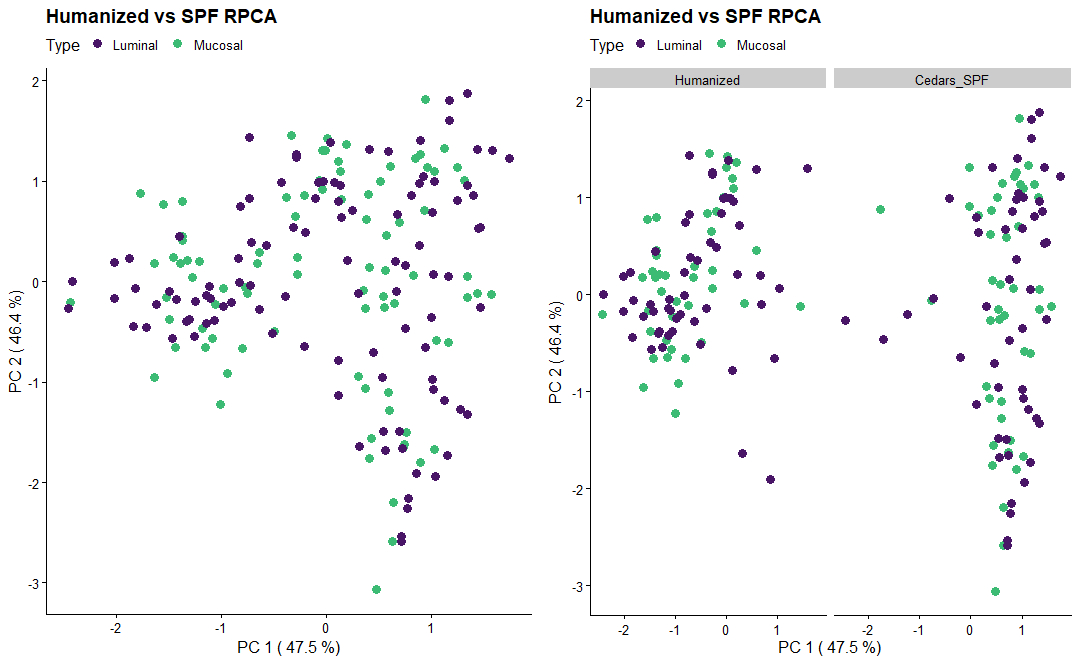 Humanized vs SPF RPCA
Type Luminal Mucosal
2
1
0
-1
-2
-3
PC 2 ( 46.4 %)
-2 -1 0 1
PC 1 ( 47.5 %)
Humanized vs SPF RPCA
Type Luminal Mucosal
Humanized Cedars_SPF
2
1
0
-1
-2
-3
PC 2 ( 46.4 %)
-2 -1 0 1 -2 -1 0 1
PC 1 ( 47.5 %)